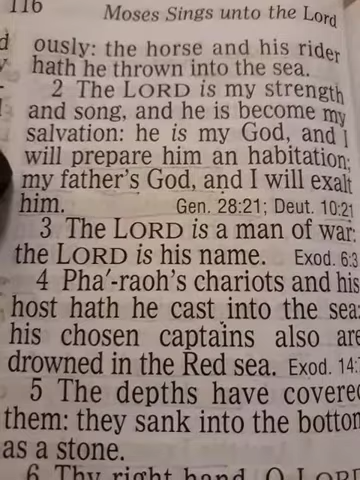 116 Moses Sings unto the Lord
ously: the horse and his rider
hath he thrown into the sea.
2 The LORD is my strength
and song, and he is become my
salvation: he is my God, and I
will prepare him an habitation;
my father's God, and I will exalt
him. Gen. 28:21; Deut. 10:21
3 The LORD is a man of war:
the LORD is his name. Exod. 6:3
4 Pha′-raoh's chariots and his
host hath he cast into the sea:
his chosen captains also are
drowned in the Red sea. Exod. 14:
5 The depths have covered
them: they sank into the bottom
as a stone.
6 Thy right hand, O LORD